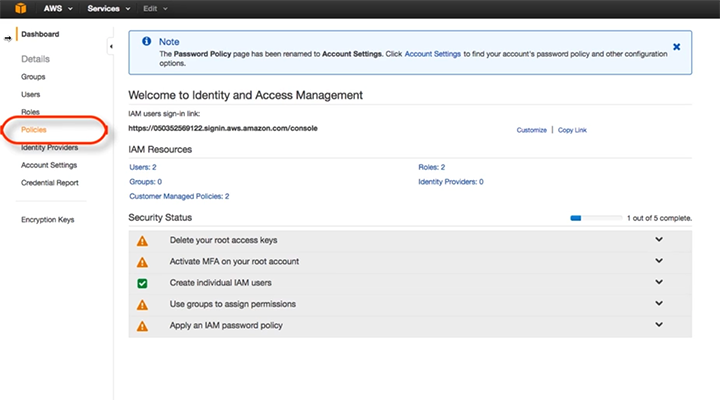 AWS Services Edit
Dashboard
Details
Groups
Users
Roles
Policies
Identity Providers
Account Settings
Credential Report
Encryption Keys
Note
The Password Policy page has been renamed to Account Settings. Click Account Settings to find your account's password policy and other configuration
options.
Welcome to Identity and Access Management
IAM users sign-in link:
https://050352569122.signin.aws.amazon.com/console
Customize | Copy Link
IAM Resources
Users: 2 Roles: 2
Groups: 0 Identity Providers: 0
Customer Managed Policies: 2
Security Status 1 out of 5 complete.
Delete your root access keys
Activate MFA on your root account
Create individual IAM users
Use groups to assign permissions
Apply an IAM password policy